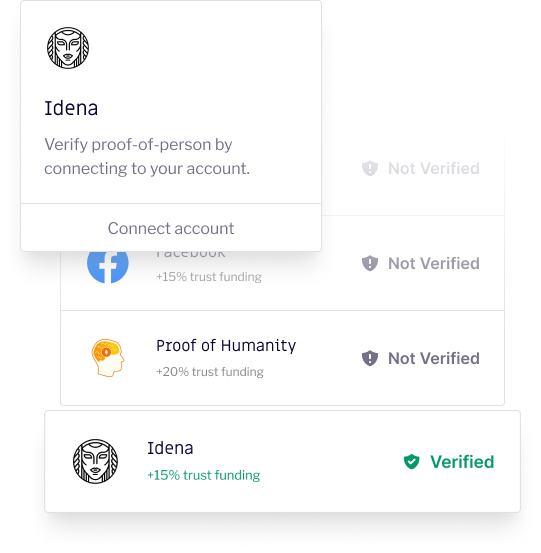 Idena
Verify proof-of-person by
connecting to your account.
Connect account
Not Verified
Facebook
+15% trust funding
Not Verified
Proof of Humanity
+20% trust funding
Not Verified
Idena
+15% trust funding
Verified